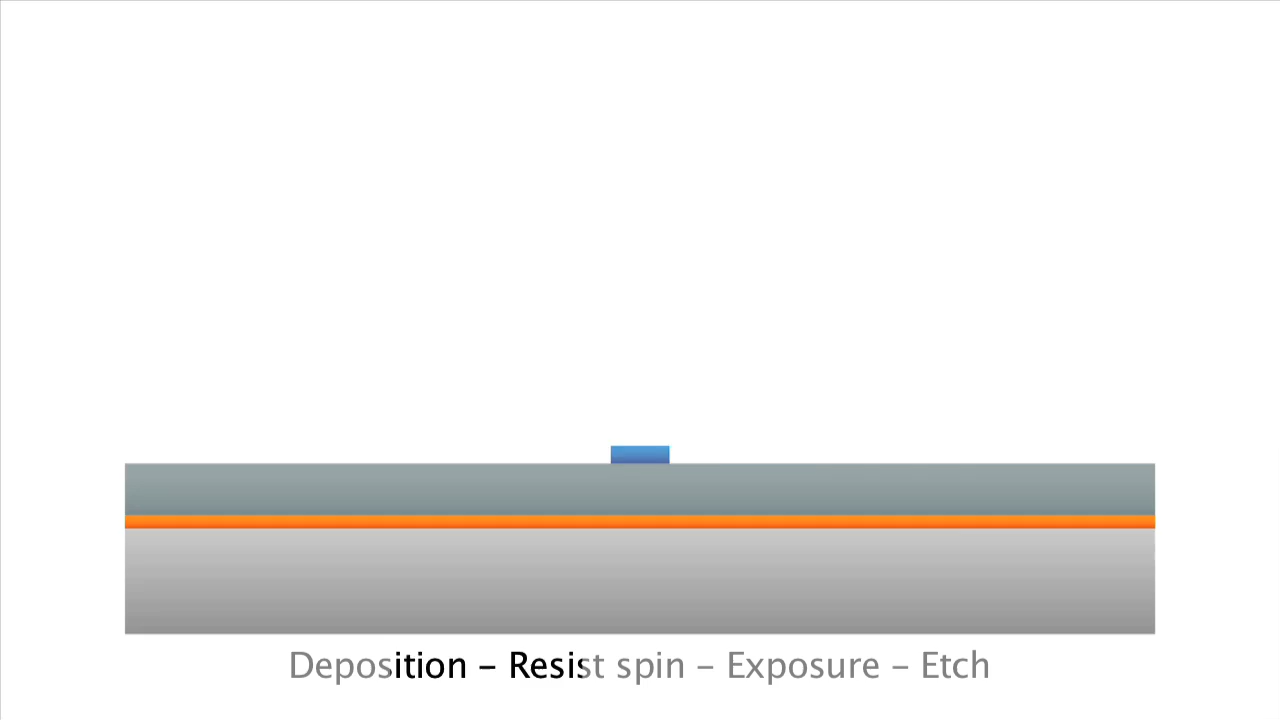 Deposition – Resist spin – Exposure – Etch